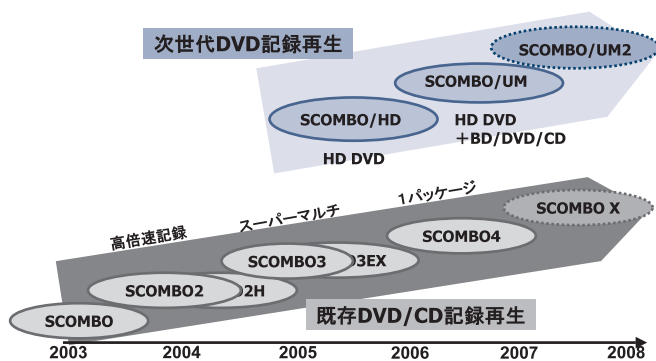 次世代DVD記録再生
SCOMBO/UM2
SCOMBO/UM
SCOMBO/HD
HD DVD
+BD/DVD/CD
HD DVD
1パッケージ
スーパーマルチ
高倍速記録
SCOMBO X
SCOMBO4
SCOMBO3
O3EX
SCOMBO2
O2H
SCOMBO
既存DVD/CD記録再生
2003 2004 2005 2006 2007 2008